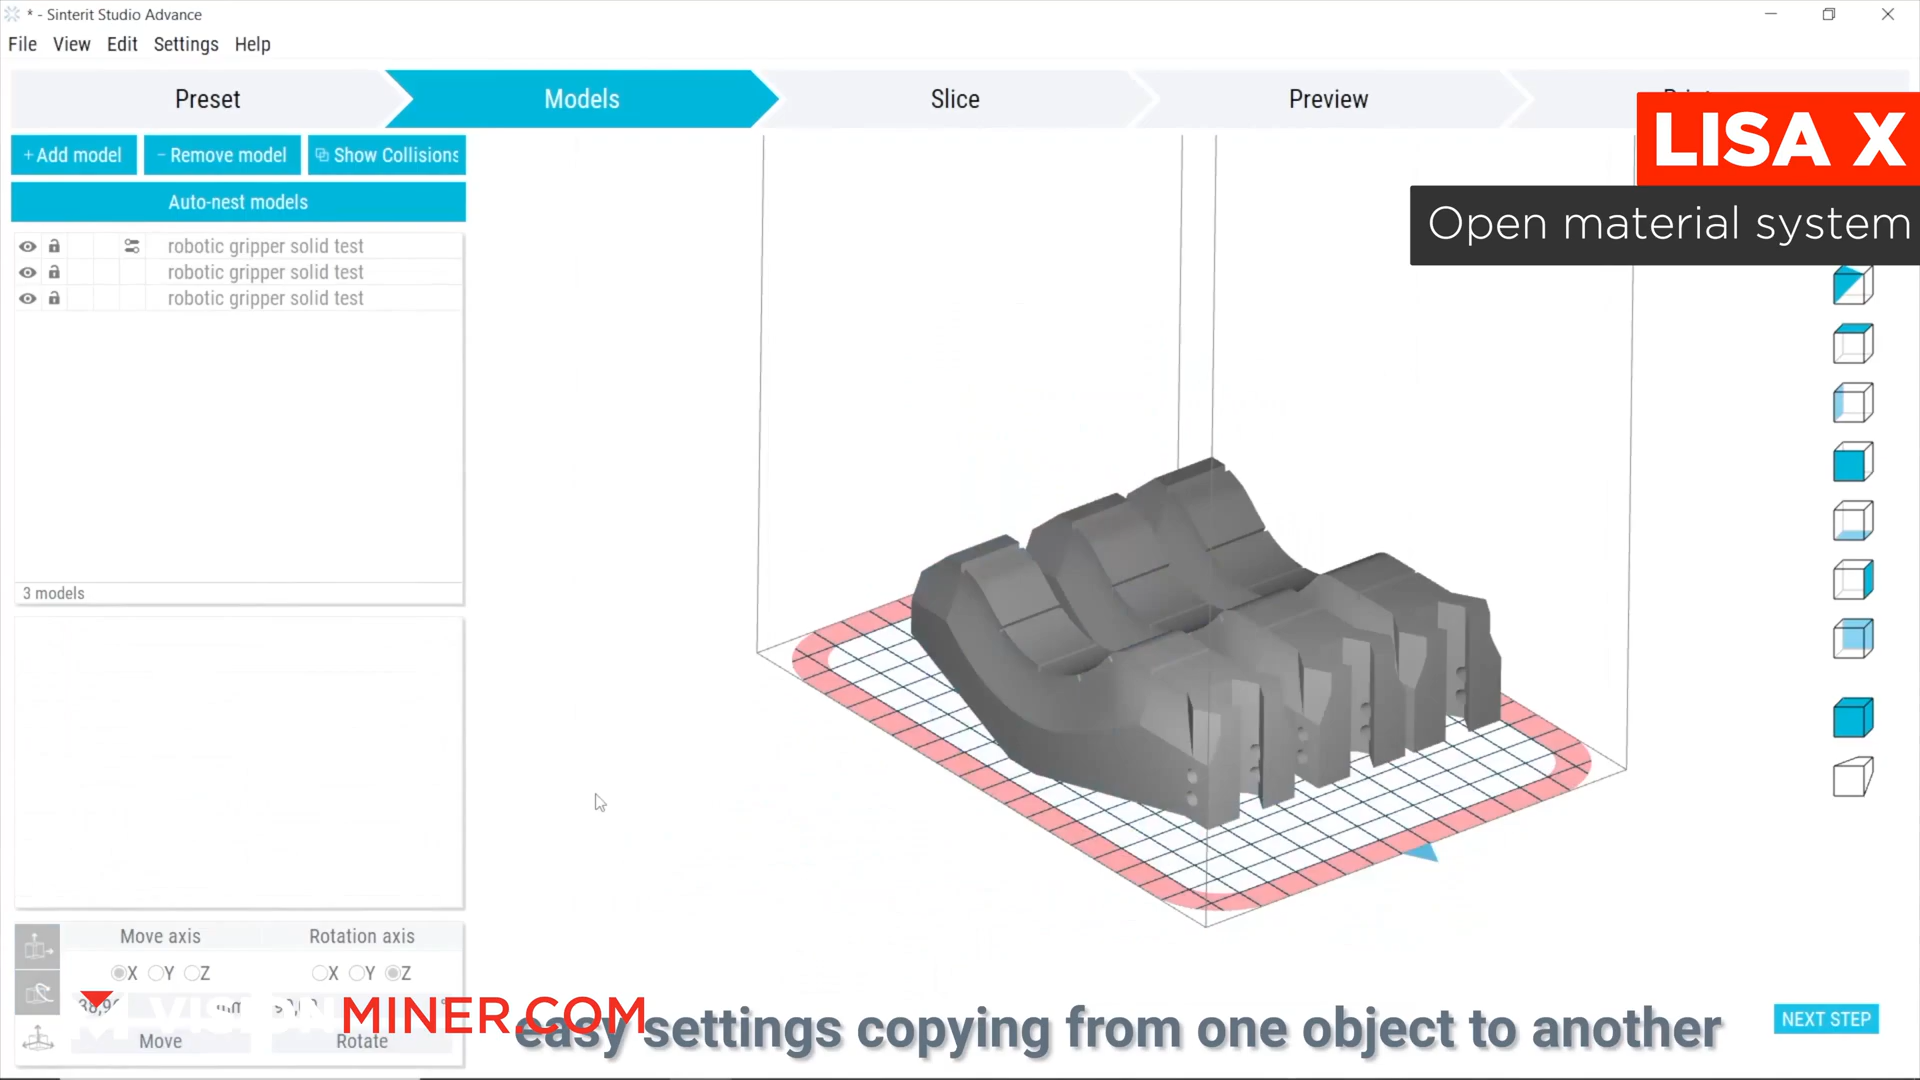 * - Sinterit Studio Advance
File View Edit Settings Help
Preset
Models
Slice
Preview
LISA X
Open material system
+Add model
- Remove model
Show Collisions
Auto-nest models
robotic gripper solid test
robotic gripper solid test
robotic gripper solid test
3 models
Move axis
Rotation axis
X Y Z
X Y Z
mm
MINER.COM
easy settings copying from one object to another
NEXT STEP
Move
Rotate